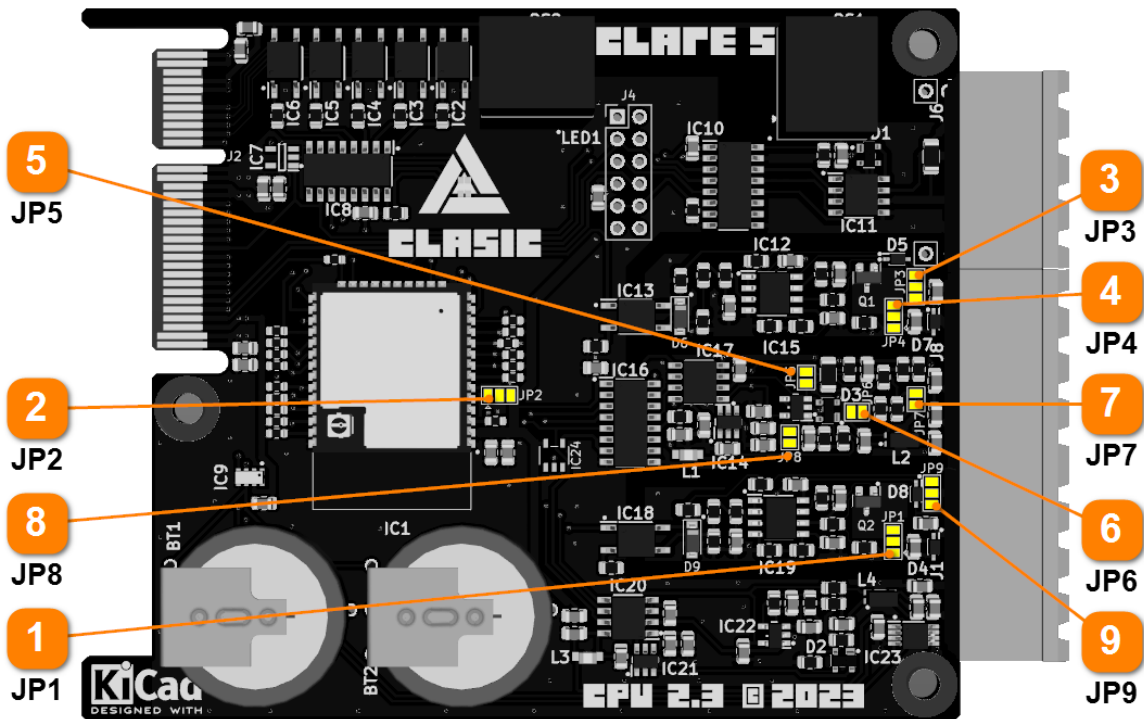 CLARE 5
J4
J6
IC6
IC5
IC4
IC3
IC2
LED1
IC10
D1
5
JP5
J2
IC7
IC8
IC11
3
JP3
CLASIC
IC12
D5
JP3
Q1
4
JP4
IC13
D6
IC15
JP4
D7
J8
IC17
IC16
2
JP2
JP2
D3
JP6
JP7
7
JP7
IC24
IC14
JP8
L1
L2
IC9
JP9
D8
8
JP8
BT1
IC1
IC18
D9
IC19
Q2
JP1
D4
J1
6
JP6
1
JP1
BT2
IC20
L3
IC21
IC22
D2
L4
IC23
9
JP9
KiCad
DESIGNED WITH
CPU 2.3 © 2023